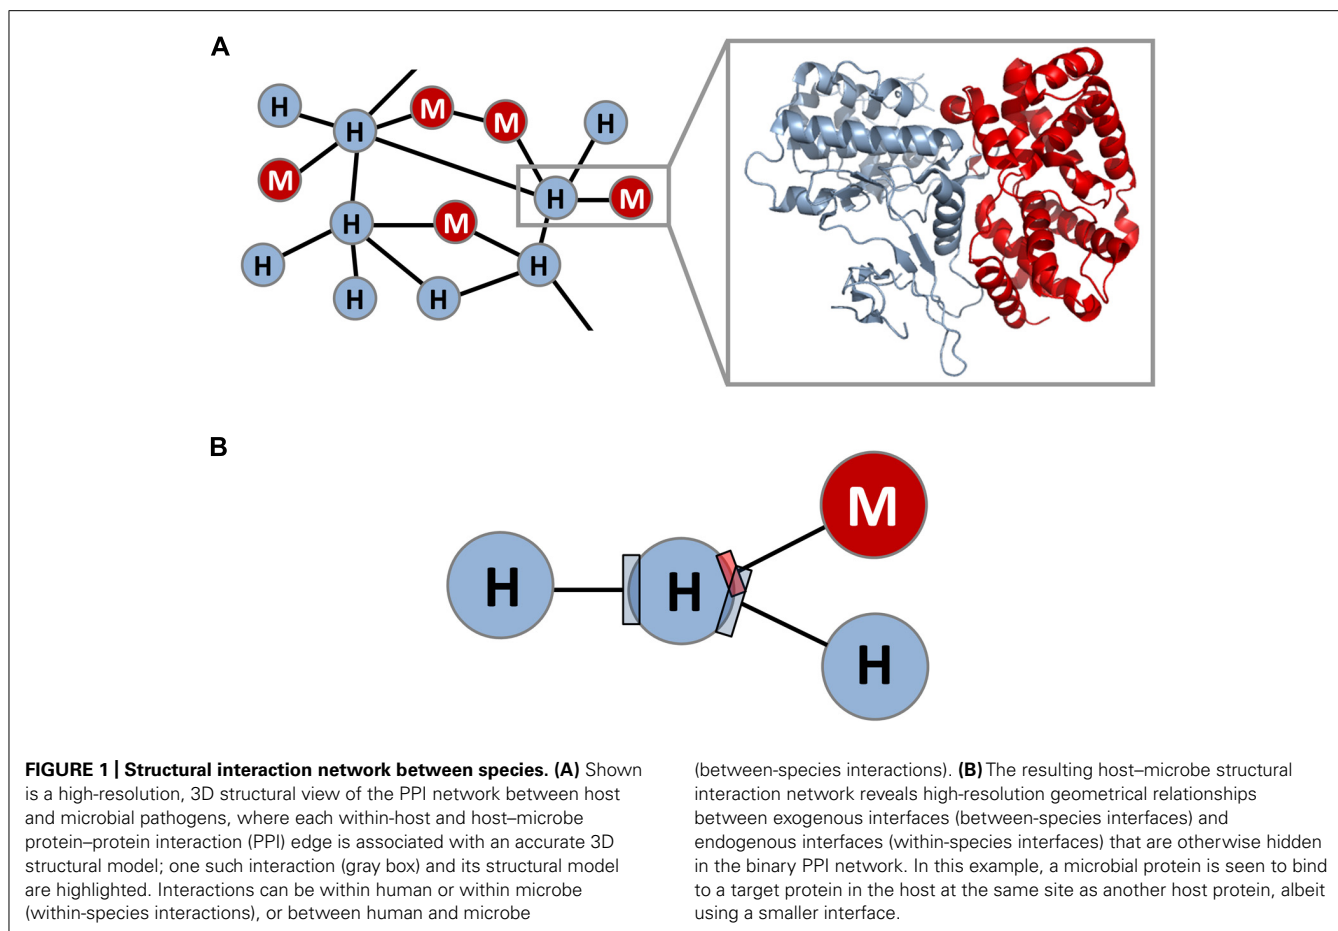 A
H
M
M
H
H
M
H
M
H
M
H
H
H
H
B
M
H
H
H
FIGURE 1 | Structural interaction network between species. (A) Shown
is a high-resolution, 3D structural view of the PPI network between host
and microbial pathogens, where each within-host and host–microbe
protein–protein interaction (PPI) edge is associated with an accurate 3D
structural model; one such interaction (gray box) and its structural model
are highlighted. Interactions can be within human or within microbe
(within-species interactions), or between human and microbe
(between-species interactions). (B) The resulting host–microbe structural
interaction network reveals high-resolution geometrical relationships
between exogenous interfaces (between-species interfaces) and
endogenous interfaces (within-species interfaces) that are otherwise hidden
in the binary PPI network. In this example, a microbial protein is seen to bind
to a target protein in the host at the same site as another host protein, albeit
using a smaller interface.